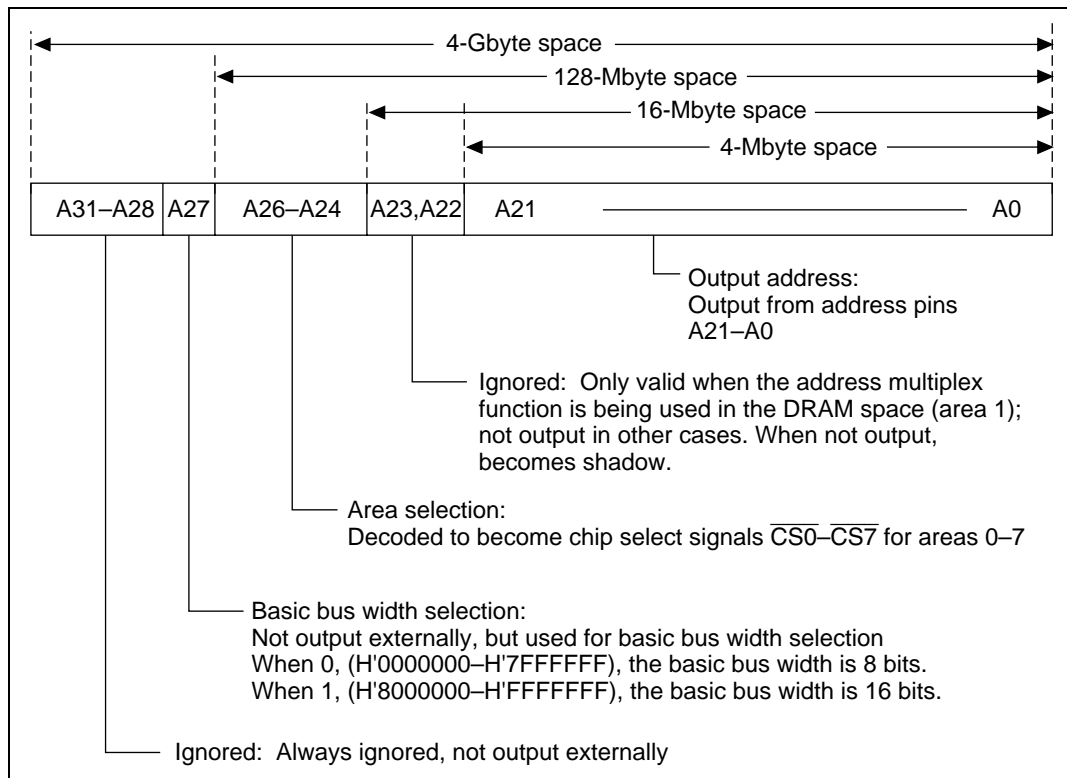 4-Gbyte space
128-Mbyte space
16-Mbyte space
4-Mbyte space
A31–A28 A27 A26–A24 A23,A22 A21 A0
Output address:
Output from address pins
A21–A0
Ignored: Only valid when the address multiplex
function is being used in the DRAM space (area 1);
not output in other cases. When not output,
becomes shadow.
Area selection:
Decoded to become chip select signals C̅S̅0̅–C̅S̅7̅ for areas 0–7
Basic bus width selection:
Not output externally, but used for basic bus width selection
When 0, (H'0000000–H'7FFFFFF), the basic bus width is 8 bits.
When 1, (H'8000000–H'FFFFFFF), the basic bus width is 16 bits.
Ignored: Always ignored, not output externally